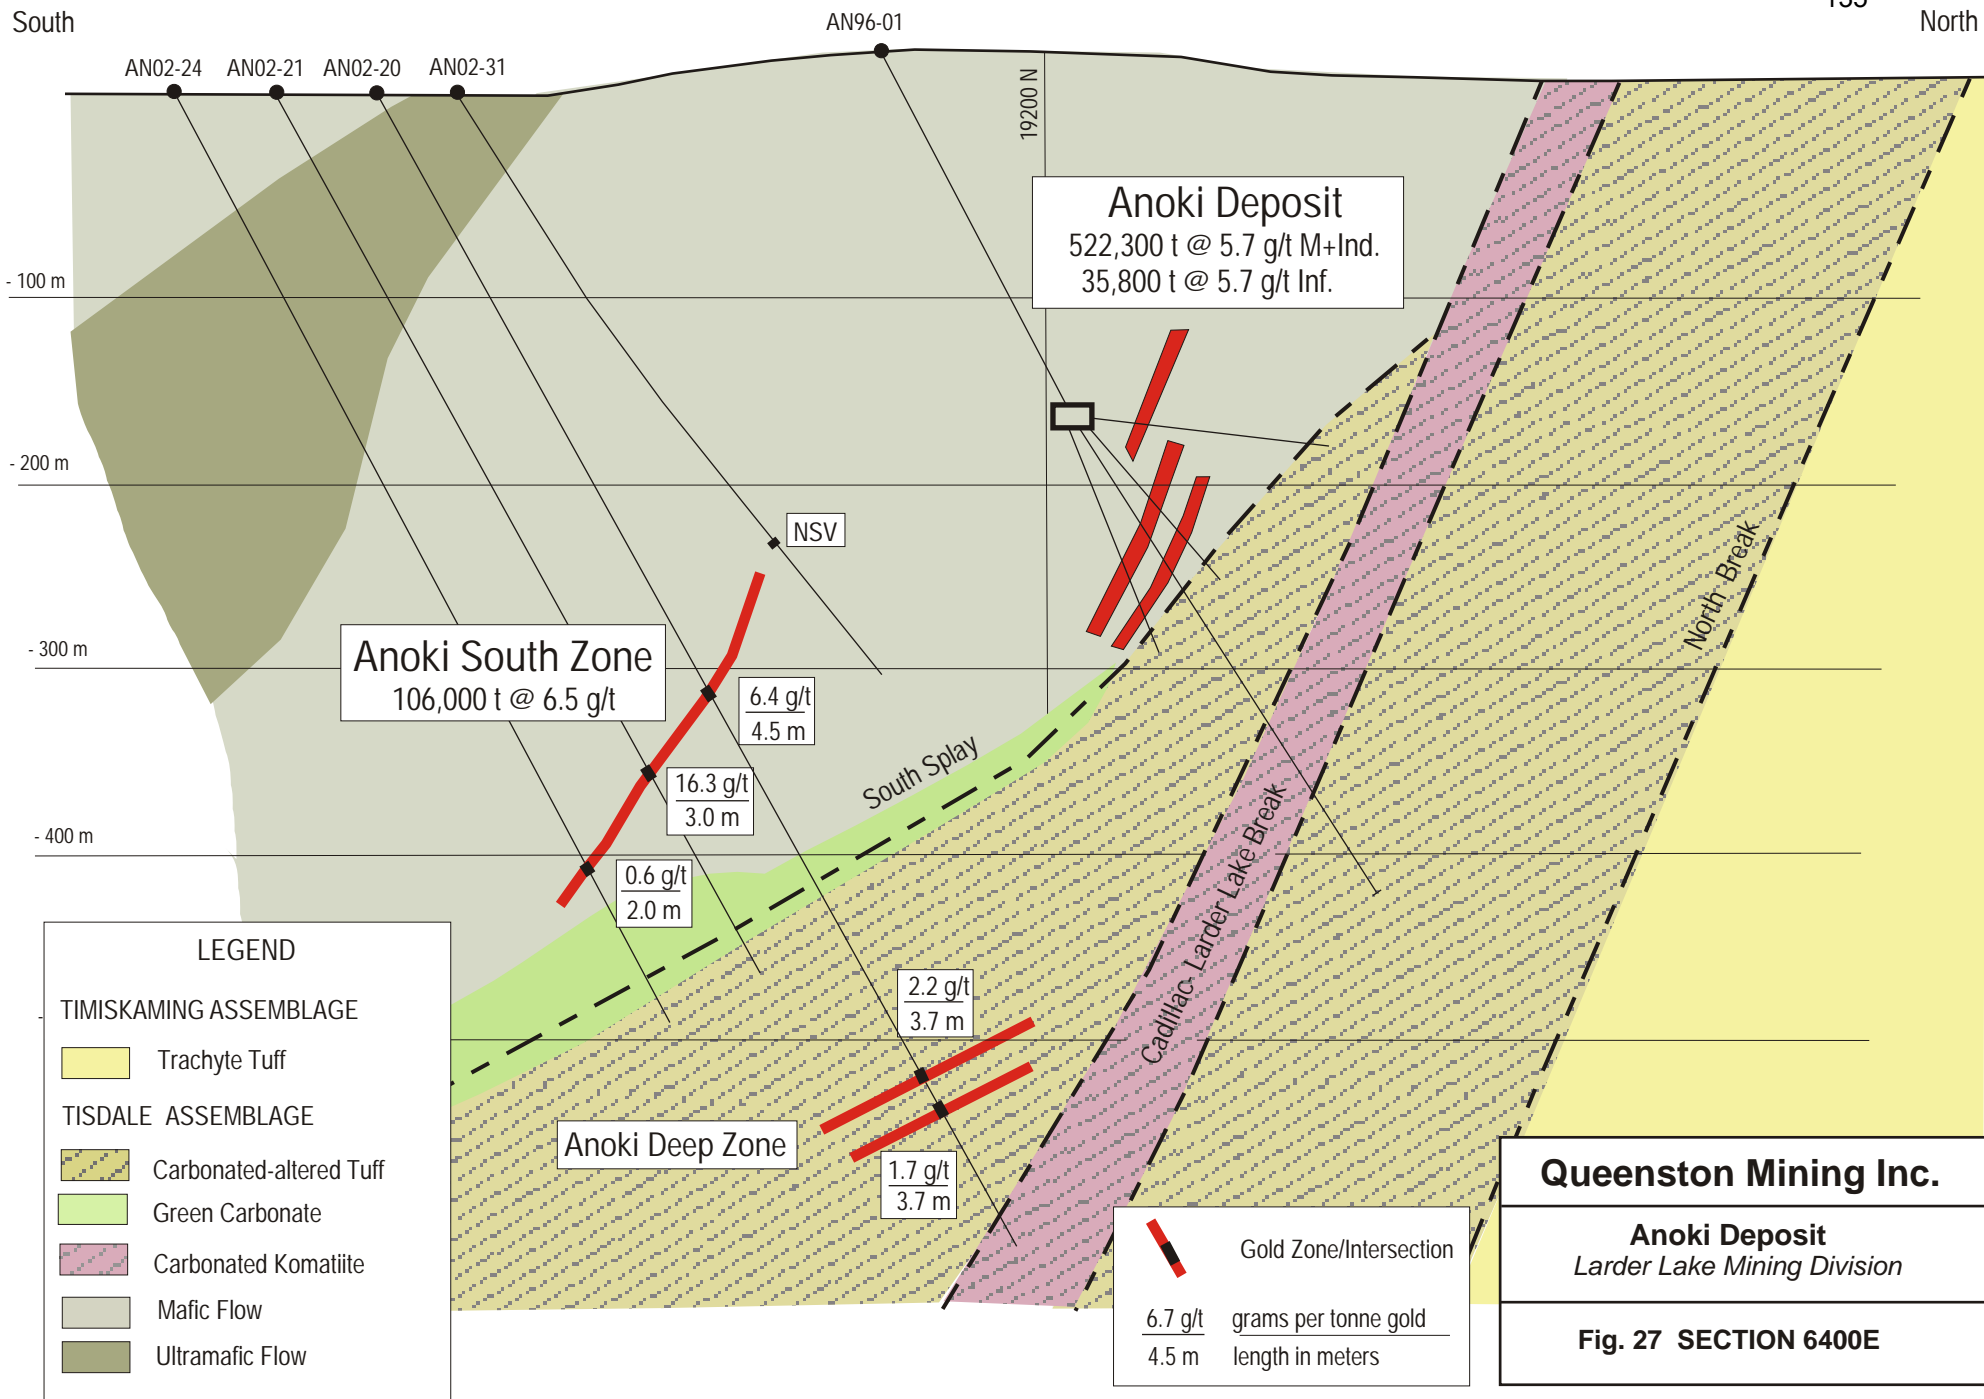 South
North
AN96-01
AN02-24
AN02-21
AN02-20
AN02-31
19200 N
Anoki Deposit
522,300 t @ 5.7 g/t M+Ind.
35,800 t @ 5.7 g/t Inf.
- 100 m
- 200 m
NSV
North Break
- 300 m
Anoki South Zone
106,000 t @ 6.5 g/t
6.4 g/t
4.5 m
South Splay
16.3 g/t
3.0 m
- 400 m
Cadillac- Larder Lake Break
0.6 g/t
2.0 m
2.2 g/t
3.7 m
Anoki Deep Zone
1.7 g/t
3.7 m
LEGEND
TIMISKAMING ASSEMBLAGE
Trachyte Tuff
TISDALE ASSEMBLAGE
Carbonated-altered Tuff
Green Carbonate
Carbonated Komatiite
Mafic Flow
Ultramafic Flow
Gold Zone/Intersection
6.7 g/t grams per tonne gold
4.5 m length in meters
Queenston Mining Inc.
Anoki Deposit
Larder Lake Mining Division
Fig. 27 SECTION 6400E